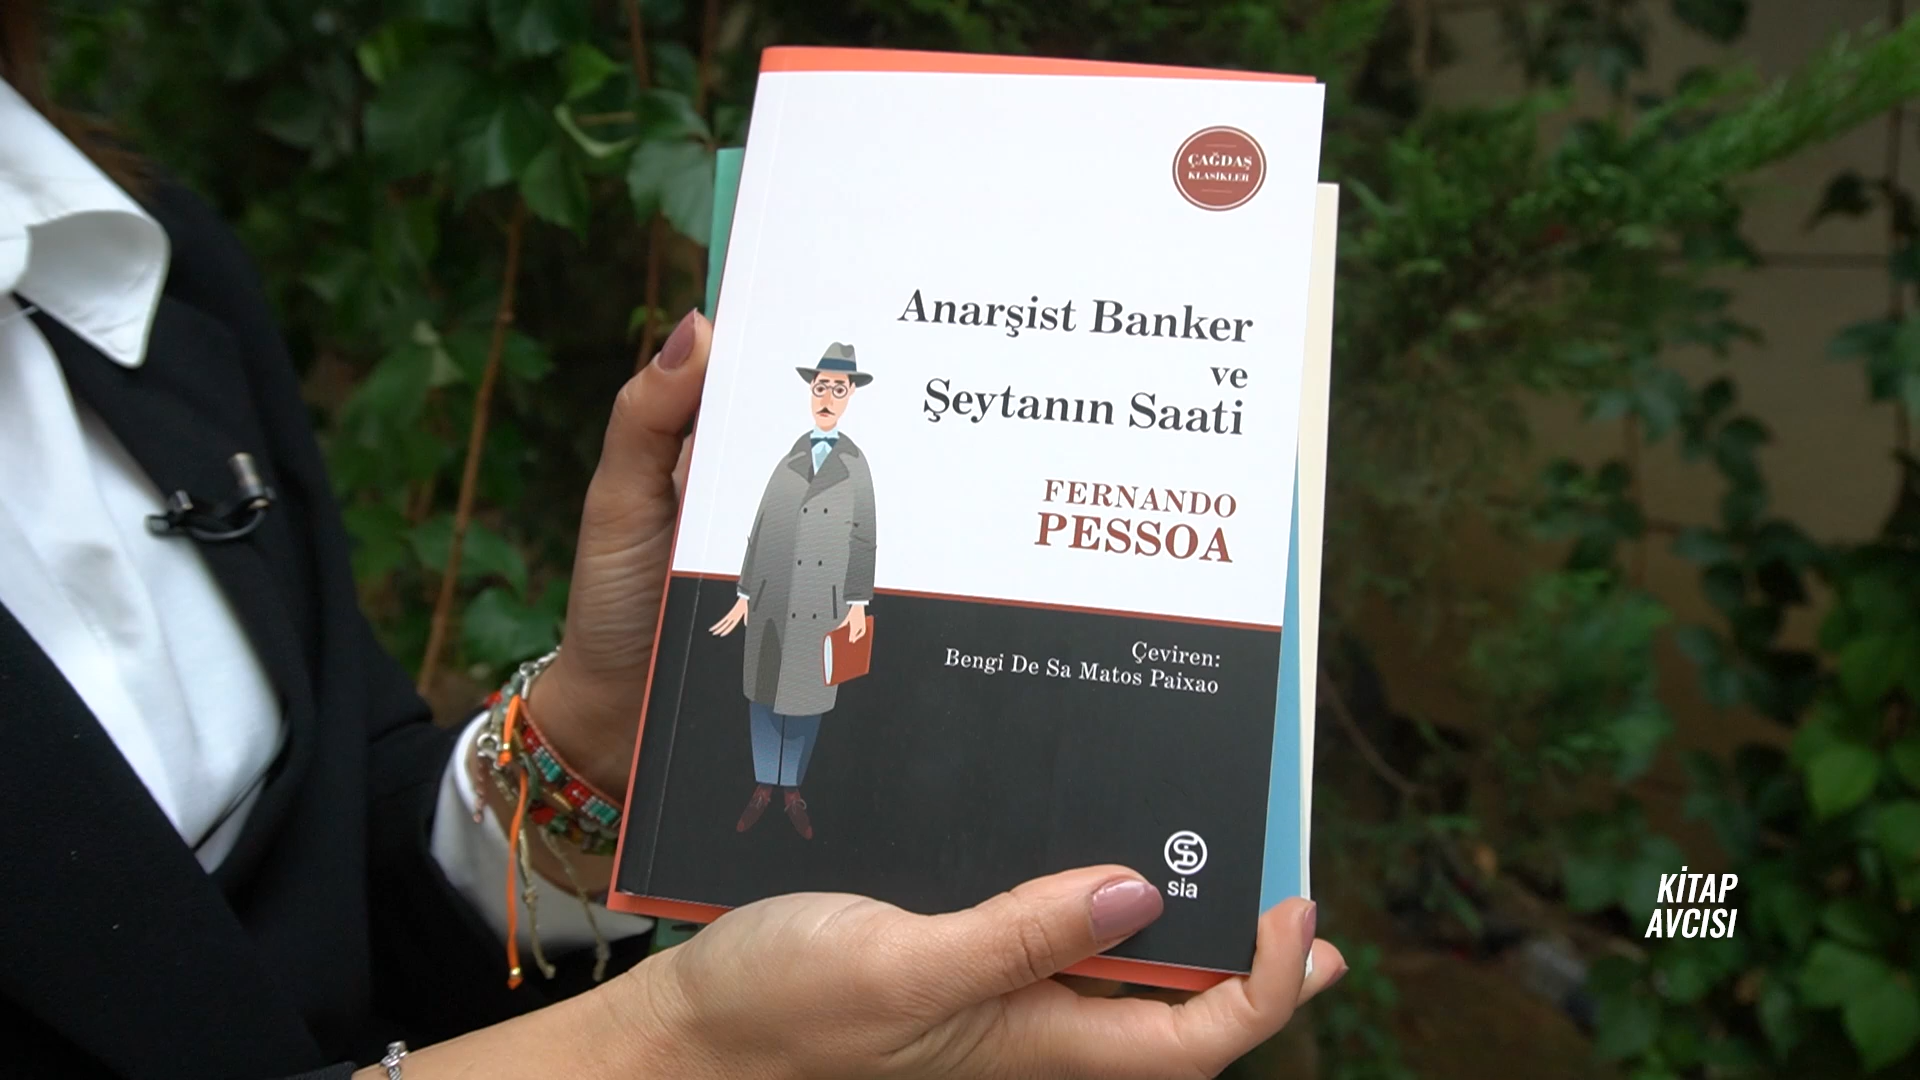 ÇAĞDAŞ
KLASİKLER
Anarşist Banker
ve
Şeytanın Saati
FERNANDO
PESSOA
Çeviren:
Bengi De Sa Matos Paixao
sia
KİTAP
AVCISI